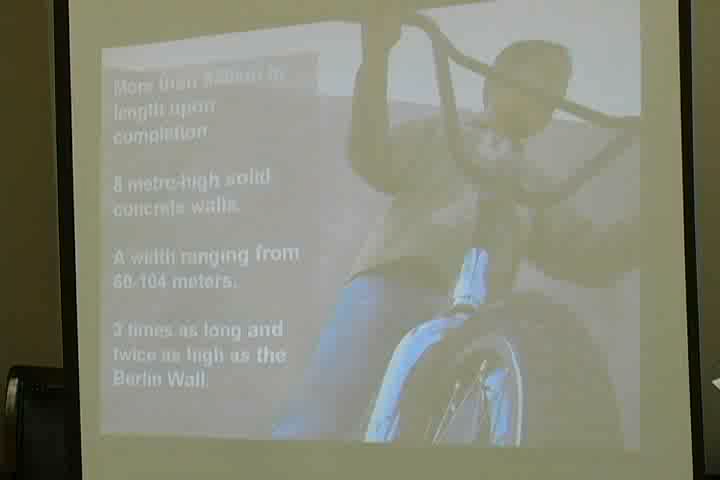 More than in
length upon
completion
8 metre-high solid
concrete walls.
A width ranging from
60-104 meters.
3 times as long and
twice as high as the
Berlin Wall.